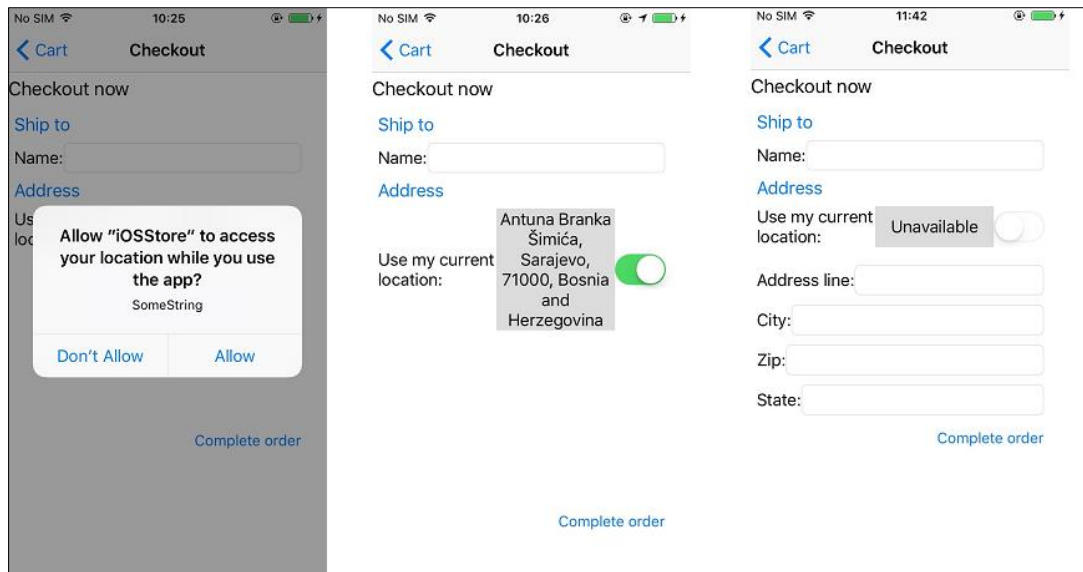 No SIM 10:25
Cart Checkout
Checkout now
Ship to
Name:
Address
Us
loc
Allow “iOSStore” to access
your location while you use
the app?
SomeString
Don’t Allow Allow
Complete order
No SIM 10:26
Cart Checkout
Checkout now
Ship to
Name:
Address
Use my current
location:
Antuna Branka
Šimića,
Sarajevo,
71000, Bosnia
and
Herzegovina
Complete order
No SIM 11:42
Cart Checkout
Checkout now
Ship to
Name:
Address
Use my current
location:
Unavailable
Address line:
City:
Zip:
State:
Complete order